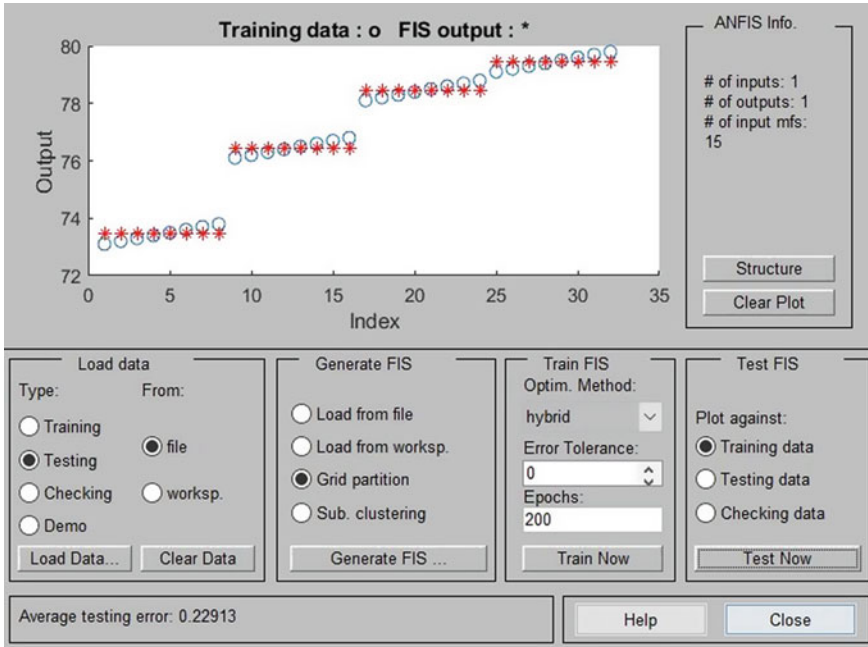 Training data : o   FIS output : *
80
78
76
74
72
Output
0 5 10 15 20 25 30 35
Index
ANFIS Info.
# of inputs: 1
# of outputs: 1
# of input mfs:
15
Structure
Clear Plot
Load data
Type: From:
Training
file
Testing
Checking
worksp.
Demo
Load Data... Clear Data
Generate FIS
Load from file
Load from worksp.
Grid partition
Sub. clustering
Generate FIS ...
Train FIS
Optim. Method:
hybrid
Error Tolerance:
0
Epochs:
200
Train Now
Test FIS
Plot against:
Training data
Testing data
Checking data
Test Now
Average testing error: 0.22913
Help
Close